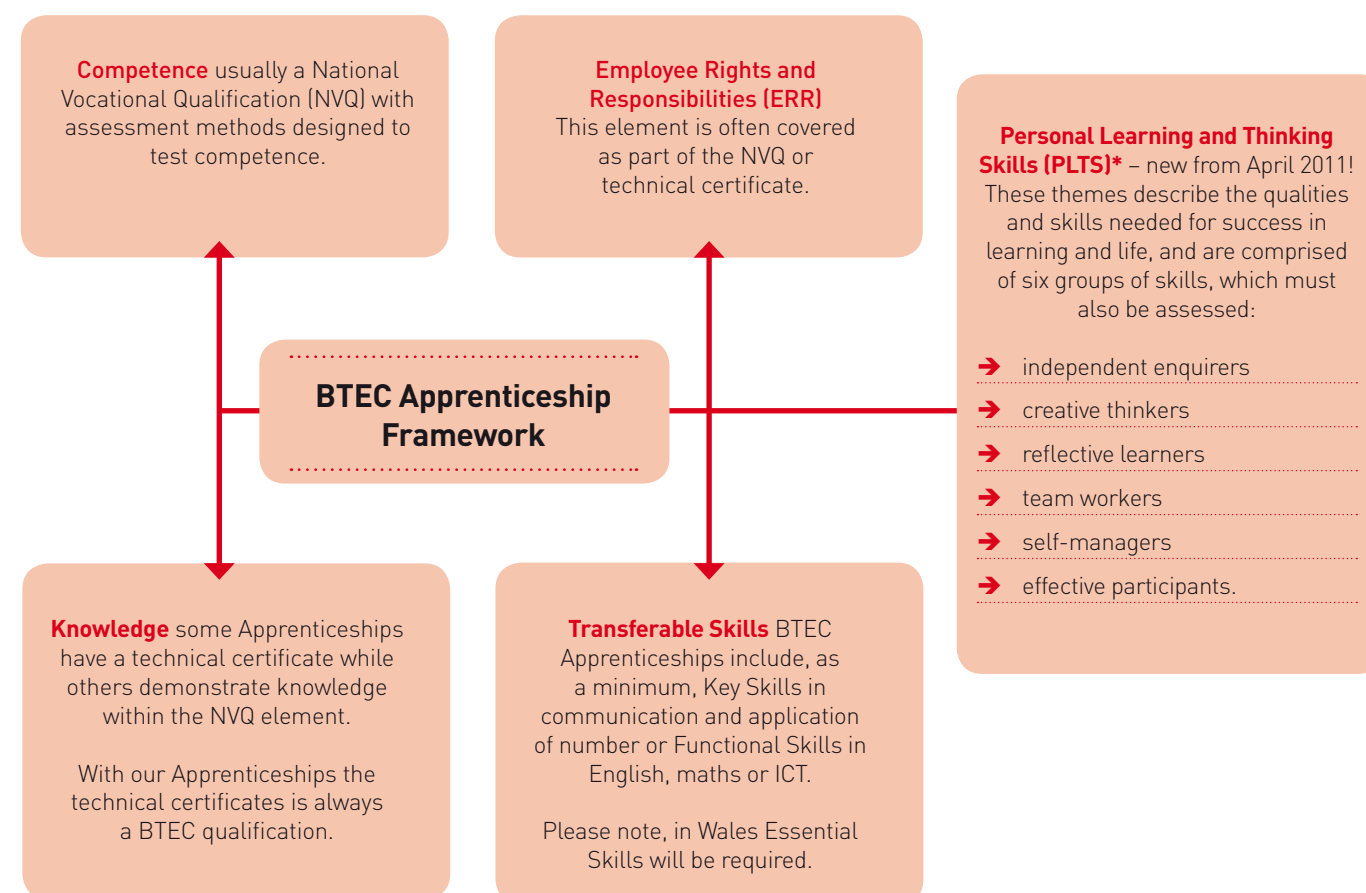 Competence usually a National
Vocational Qualification (NVQ) with
assessment methods designed to
test competence.
Employee Rights and
Responsibilities (ERR)
This element is often covered
as part of the NVQ or
technical certificate.
Personal Learning and Thinking
Skills (PLTS)* – new from April 2011!
These themes describe the qualities
and skills needed for success in
learning and life, and are comprised
of six groups of skills, which must
also be assessed:
➔ independent enquirers
➔ creative thinkers
➔ reflective learners
➔ team workers
➔ self-managers
➔ effective participants.
BTEC Apprenticeship
Framework
Knowledge some Apprenticeships
have a technical certificate while
others demonstrate knowledge
within the NVQ element.
With our Apprenticeships the
technical certificates is always
a BTEC qualification.
Transferable Skills BTEC
Apprenticeships include, as
a minimum, Key Skills in
communication and application
of number or Functional Skills in
English, maths or ICT.
Please note, in Wales Essential
Skills will be required.